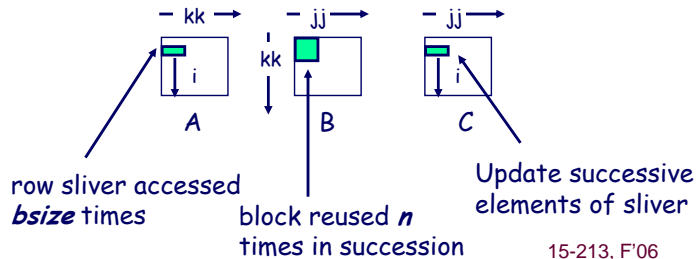 kk jj jj
kk
i i
A B C
row sliver accessed
bsize times
block reused n
times in succession
Update successive
elements of sliver
15-213, F'06